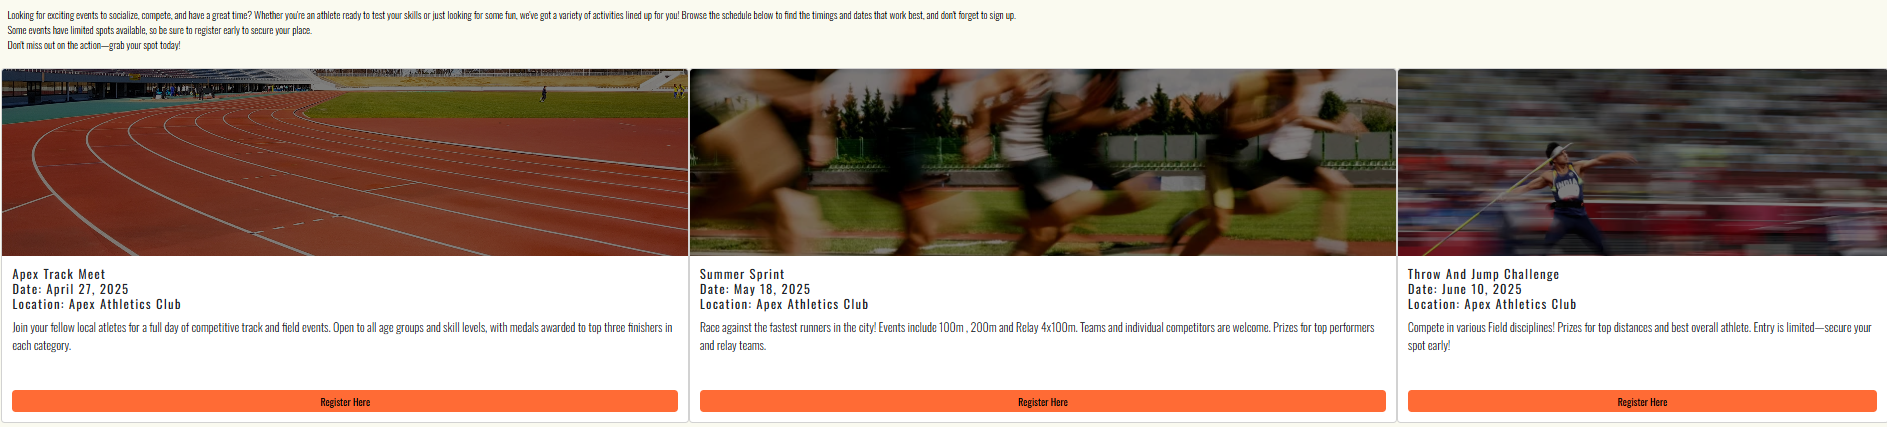 Looking for exciting events to socialize, compete, and have a great time? Whether you're an athlete ready to test your skills or just looking for some fun, we've got a variety of activities lined up for you! Browse the schedule below to find the timings and dates that work best, and don't forget to sign up.
Some events have limited spots available, so be sure to register early to secure your place.
Don't miss out on the action—grab your spot today!
Apex Track Meet
Date: April 27, 2025
Location: Apex Athletics Club
Join your fellow local atletes for a full day of competitive track and field events. Open to all age groups and skill levels, with medals awarded to top three finishers in
each category.
Register Here
Summer Sprint
Date: May 18, 2025
Location: Apex Athletics Club
Race against the fastest runners in the city! Events include 100m , 200m and Relay 4x100m. Teams and individual competitors are welcome. Prizes for top performers
and relay teams.
Register Here
Throw And Jump Challenge
Date: June 10, 2025
Location: Apex Athletics Club
Compete in various Field disciplines! Prizes for top distances and best overall athlete. Entry is limited—secure your
spot early!
Register Here